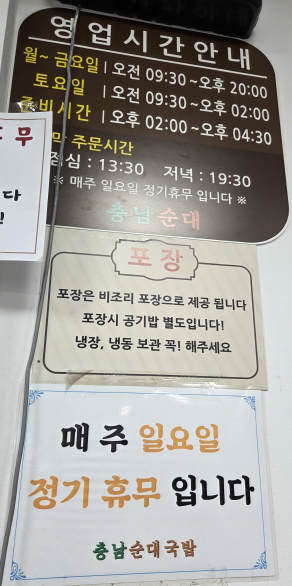 영업시간안내
월~금요일 | 오전 09:30~오후 20:00
토요일 | 오전 09:30~오후 02:00
준비시간 | 오후 02:00~오후 04:30
주문시간
점심 : 13:30 저녁 : 19:30
※ 매주 일요일 정기휴무 입니다 ※
충남순대
무
다
포장
포장은 비조리 포장으로 제공 됩니다
포장시 공기밥 별도입니다!
냉장, 냉동 보관 꼭! 해주세요
매주 일요일
정기 휴무 입니다
충남순대국밥